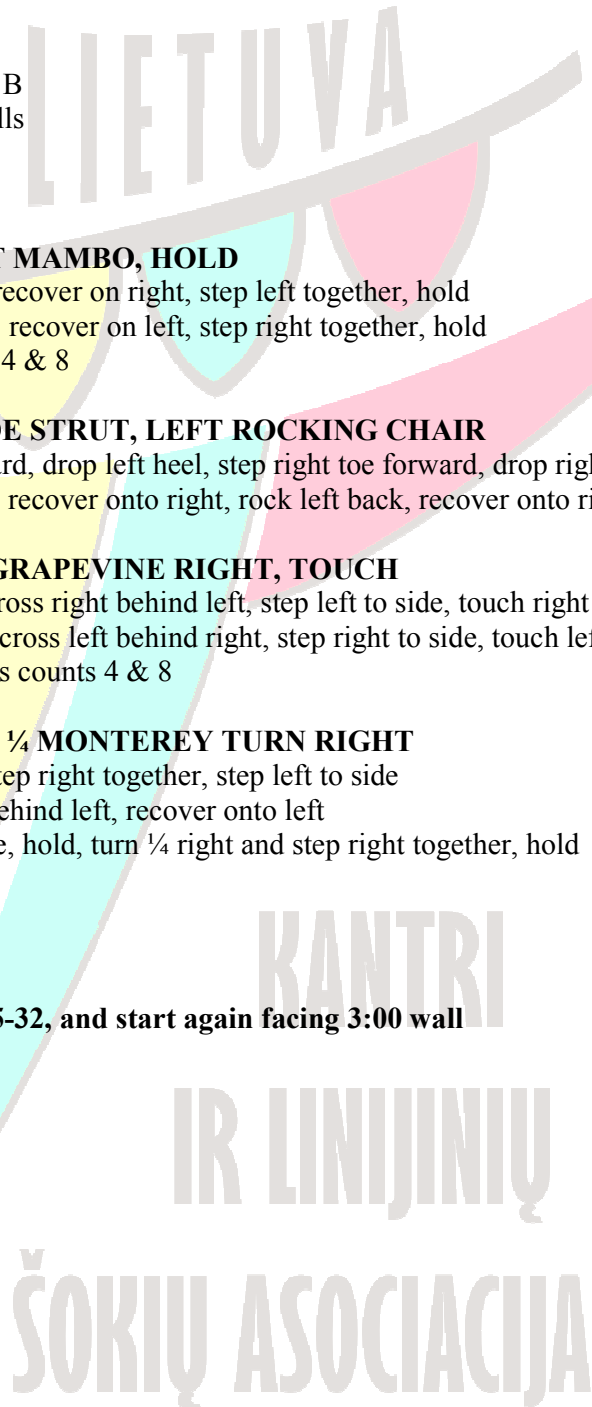 LIETUVA
B
lls
MAMBO, HOLD
recover on right, step left together, hold
recover on left, step right together, hold
4 & 8
STRUT, LEFT ROCKING CHAIR
drop left heel, step right toe forward, drop righ
recover onto right, rock left back, recover onto ri
GRAPEVINE RIGHT, TOUCH
ross right behind left, step left to side, touch right
cross left behind right, step right to side, touch lef
s counts 4 & 8
¼ MONTEREY TURN RIGHT
tep right together, step left to side
ehind left, recover onto left
e, hold, turn ¼ right and step right together, hold
-32, and start again facing 3:00 wall
KANTRI
IR LINIJINIŲ
ŠOKIŲ ASOCIACIJA